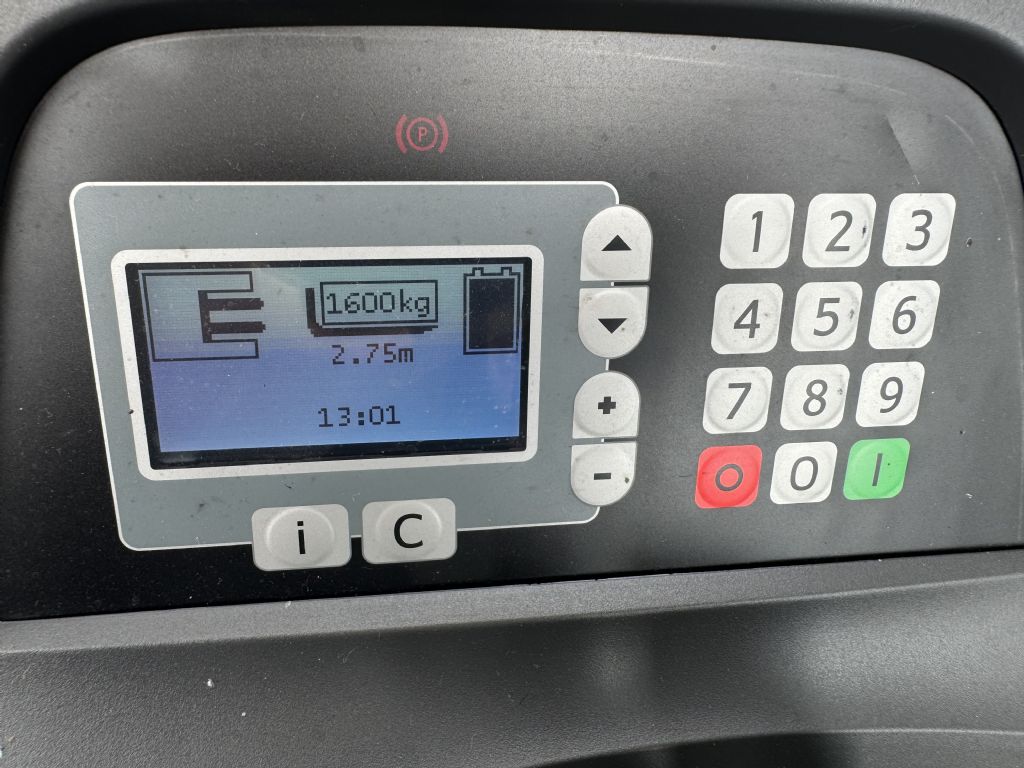 P
E
1600kg
2.75m
13:01
+
-
i
C
1 2 3
4 5 6
7 8 9
O 0 I